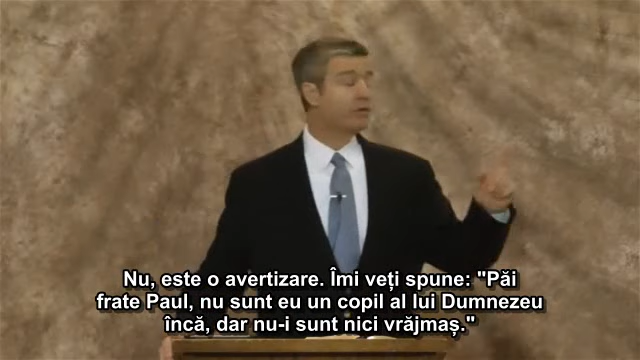 Nu, este o avertizare. Îmi veți spune: "Păi
frate Paul, nu sunt eu un copil al lui Dumnezeu
încă, dar nu-i sunt nici vrăjmaș."